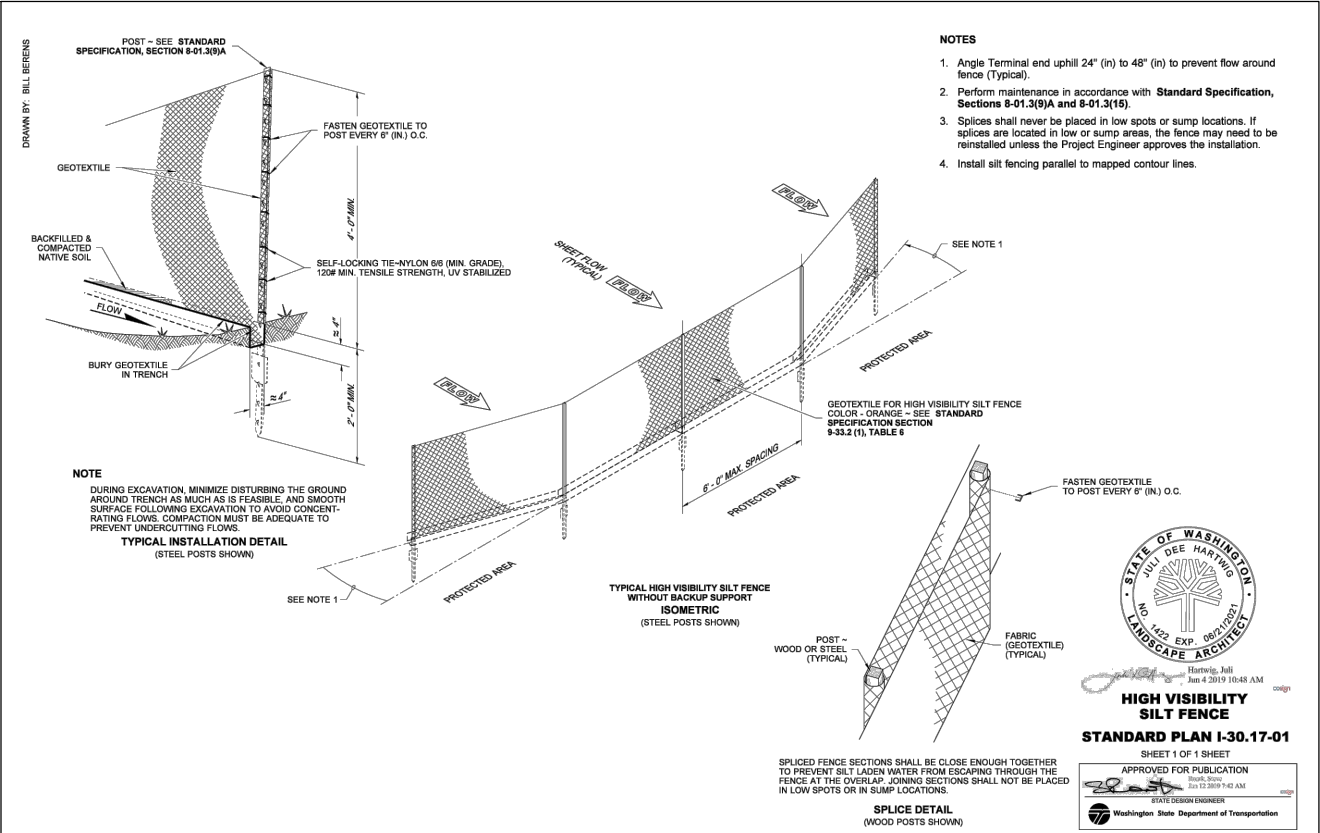 DRAWN BY: BILL BERENS
POST ~ SEE STANDARD
SPECIFICATION, SECTION 8-01.3(9)A
FASTEN GEOTEXTILE TO
POST EVERY 6" (IN.) O.C.
GEOTEXTILE
4' - 0" MIN.
BACKFILLED &
COMPACTED
NATIVE SOIL
SELF-LOCKING TIE~NYLON 6/6 (MIN. GRADE),
120# MIN. TENSILE STRENGTH, UV STABILIZED
FLOW
≈ 4"
BURY GEOTEXTILE
IN TRENCH
≈ 4"
2' - 0" MIN.
NOTE
DURING EXCAVATION, MINIMIZE DISTURBING THE GROUND
AROUND TRENCH AS MUCH AS IS FEASIBLE, AND SMOOTH
SURFACE FOLLOWING EXCAVATION TO AVOID CONCENT-
RATING FLOWS. COMPACTION MUST BE ADEQUATE TO
PREVENT UNDERCUTTING FLOWS.
TYPICAL INSTALLATION DETAIL
(STEEL POSTS SHOWN)
NOTES
1. Angle Terminal end uphill 24" (in) to 48" (in) to prevent flow around
fence (Typical).
2. Perform maintenance in accordance with Standard Specification,
Sections 8-01.3(9)A and 8-01.3(15).
3. Splices shall never be placed in low spots or sump locations. If
splices are located in low or sump areas, the fence may need to be
reinstalled unless the Project Engineer approves the installation.
4. Install silt fencing parallel to mapped contour lines.
FLOW
SHEET FLOW
(TYPICAL)
FLOW
SEE NOTE 1
PROTECTED AREA
FLOW
GEOTEXTILE FOR HIGH VISIBILITY SILT FENCE
COLOR - ORANGE ~ SEE STANDARD
SPECIFICATION SECTION
9-33.2 (1), TABLE 6
6' - 0" MAX. SPACING
PROTECTED AREA
PROTECTED AREA
SEE NOTE 1
TYPICAL HIGH VISIBILITY SILT FENCE
WITHOUT BACKUP SUPPORT
ISOMETRIC
(STEEL POSTS SHOWN)
FASTEN GEOTEXTILE
TO POST EVERY 6" (IN.) O.C.
POST ~
WOOD OR STEEL
(TYPICAL)
FABRIC
(GEOTEXTILE)
(TYPICAL)
SPLICED FENCE SECTIONS SHALL BE CLOSE ENOUGH TOGETHER
TO PREVENT SILT LADEN WATER FROM ESCAPING THROUGH THE
FENCE AT THE OVERLAP. JOINING SECTIONS SHALL NOT BE PLACED
IN LOW SPOTS OR IN SUMP LOCATIONS.
SPLICE DETAIL
(WOOD POSTS SHOWN)
STATE OF WASHINGTON
JULI DEE HARTWIG
NO. 1422 EXP. 06/21/2021
LANDSCAPE ARCHITECT
Hartwig, Juli
Jun 4 2019 10:48 AM
cosign
HIGH VISIBILITY
SILT FENCE
STANDARD PLAN I-30.17-01
SHEET 1 OF 1 SHEET
APPROVED FOR PUBLICATION
Jun 12 2019 7:42 AM
cosign
STATE DESIGN ENGINEER
Washington State Department of Transportation